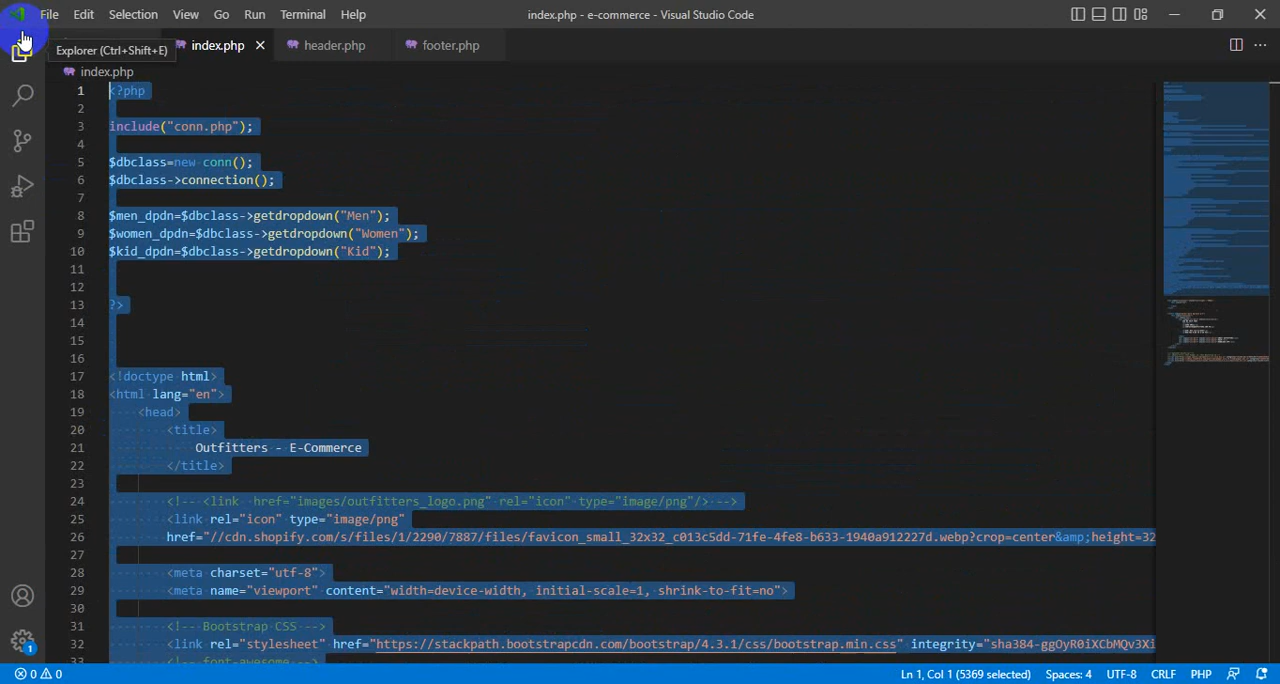 File Edit Selection View Go Run Terminal Help index.php - e-commerce - Visual Studio Code
Explorer (Ctrl+Shift+E) index.php header.php footer.php
index.php
1 <?php
2
3 include("conn.php");
4
5 $dbclass=new conn();
6 $dbclass->connection();
7
8 $men_dpdn=$dbclass->getdropdown("Men");
9 $women_dpdn=$dbclass->getdropdown("Women");
10 $kid_dpdn=$dbclass->getdropdown("Kid");
11
12
13 ?>
14
15
16
17 <!doctype html>
18 <html lang="en">
19 <head>
20 <title>
21 Outfitters - E-Commerce
22 </title>
23
24 <!-- <link href="images/outfitters_logo.png" rel="icon" type="image/png"/> -->
25 <link rel="icon" type="image/png"
26 href="//cdn.shopify.com/s/files/1/2290/7887/files/favicon_small_32x32_c013c5dd-71fe-4fe8-b633-1940a912227d.webp?crop=center&amp;height=32
27
28 <meta charset="utf-8">
29 <meta name="viewport" content="width=device-width, initial-scale=1, shrink-to-fit=no">
30
31 <!-- Bootstrap CSS -->
32 <link rel="stylesheet" href="https://stackpath.bootstrapcdn.com/bootstrap/4.3.1/css/bootstrap.min.css" integrity="sha384-ggOyR0iXCbMQv3Xi
33 <!-- font-awesome -->
1
0 0 Ln 1, Col 1 (5369 selected) Spaces: 4 UTF-8 CRLF PHP